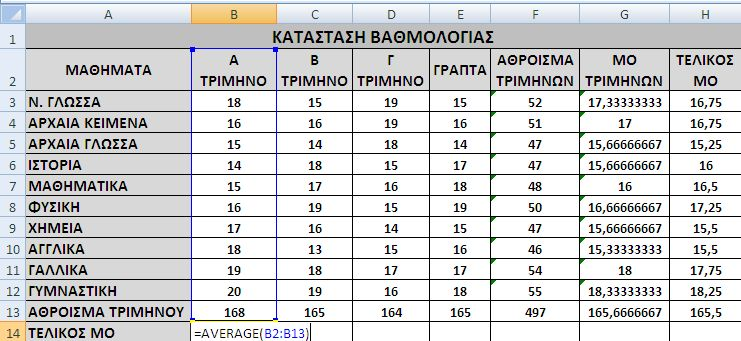 A B C D E F G H
1 ΚΑΤΑΣΤΑΣΗ ΒΑΘΜΟΛΟΓΙΑΣ
2 ΜΑΘΗΜΑΤΑ Α ΤΡΙΜΗΝΟ Β ΤΡΙΜΗΝΟ Γ ΤΡΙΜΗΝΟ ΓΡΑΠΤΑ ΑΘΡΟΙΣΜΑ ΤΡΙΜΗΝΩΝ ΜΟ ΤΡΙΜΗΝΩΝ ΤΕΛΙΚΟΣ ΜΟ
3 Ν. ΓΛΩΣΣΑ 18 15 19 15 52 17,33333333 16,75
4 ΑΡΧΑΙΑ ΚΕΙΜΕΝΑ 16 16 19 16 51 17 16,75
5 ΑΡΧΑΙΑ ΓΛΩΣΣΑ 15 14 18 14 47 15,66666667 15,25
6 ΙΣΤΟΡΙΑ 14 18 15 17 47 15,66666667 16
7 ΜΑΘΗΜΑΤΙΚΑ 15 17 16 18 48 16 16,5
8 ΦΥΣΙΚΗ 16 19 15 19 50 16,66666667 17,25
9 ΧΗΜΕΙΑ 17 16 14 15 47 15,66666667 15,5
10 ΑΓΓΛΙΚΑ 18 13 15 16 46 15,33333333 15,5
11 ΓΑΛΛΙΚΑ 19 18 17 17 54 18 17,75
12 ΓΥΜΝΑΣΤΙΚΗ 20 19 16 18 55 18,33333333 18,25
13 ΑΘΡΟΙΣΜΑ ΤΡΙΜΗΝΟΥ 168 165 164 165 497 165,6666667 165,5
14 ΤΕΛΙΚΟΣ ΜΟ =AVERAGE(B2:B13)